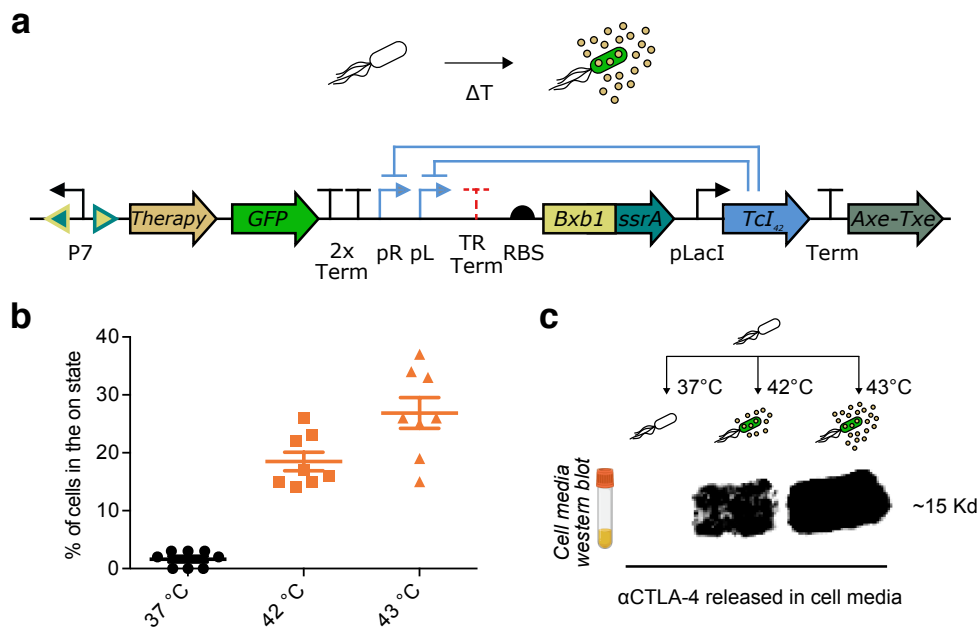 a
ΔT
Therapy GFP Bxb1 ssrA TcI42 Axe-Txe
P7 2x Term pR pL TR Term RBS pLacI Term
b
% of cells in the on state
40
30
20
10
0
37 °C 42 °C 43 °C
c
37°C 42°C 43°C
Cell media
western blot
~15 Kd
αCTLA-4 released in cell media